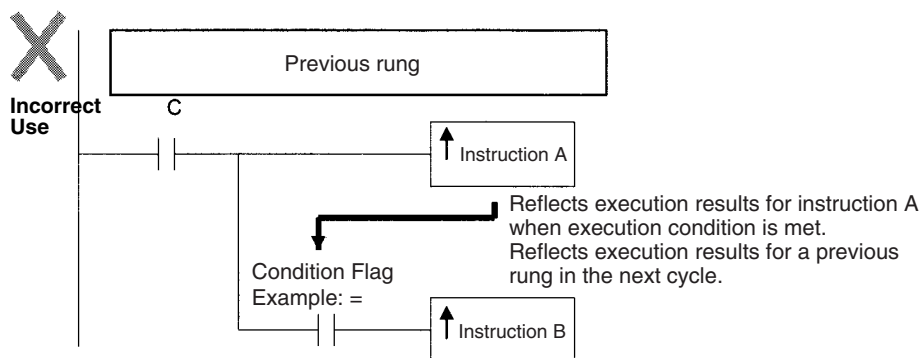 Previous rung
Incorrect
Use
C
Instruction A
Reflects execution results for instruction A
when execution condition is met.
Reflects execution results for a previous
rung in the next cycle.
Condition Flag
Example: =
Instruction B